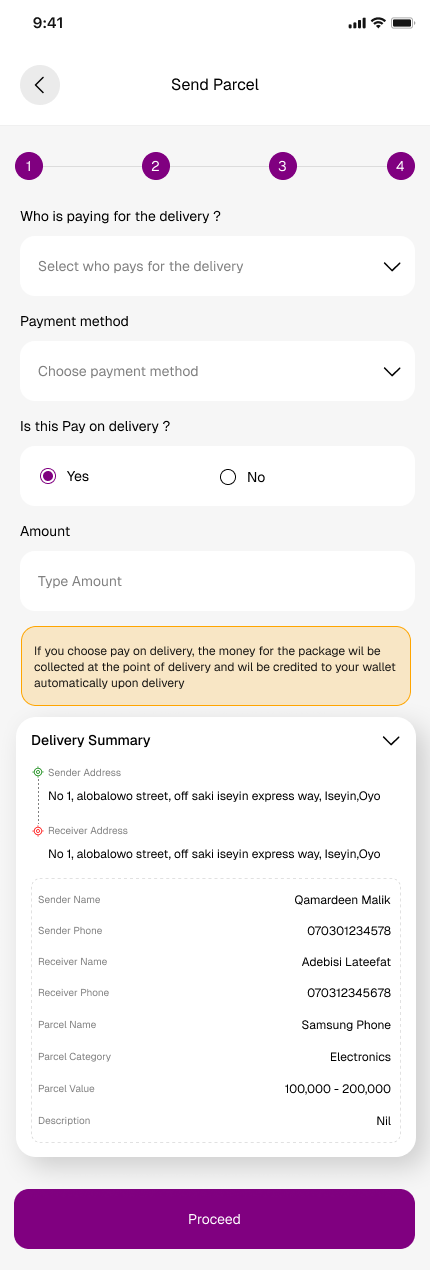 9:41
Send Parcel
1 2 3 4
Who is paying for the delivery ?
Select who pays for the delivery
Payment method
Choose payment method
Is this Pay on delivery ?
Yes No
Amount
Type Amount
If you choose pay on delivery, the money for the package wil be
collected at the point of delivery and wil be credited to your wallet
automatically upon delivery
Delivery Summary
Sender Address
No 1, alobalowo street, off saki iseyin express way, Iseyin,Oyo
Receiver Address
No 1, alobalowo street, off saki iseyin express way, Iseyin,Oyo
Sender Name Qamardeen Malik
Sender Phone 070301234578
Receiver Name Adebisi Lateefat
Receiver Phone 070312345678
Parcel Name Samsung Phone
Parcel Category Electronics
Parcel Value 100,000 - 200,000
Description Nil
Proceed